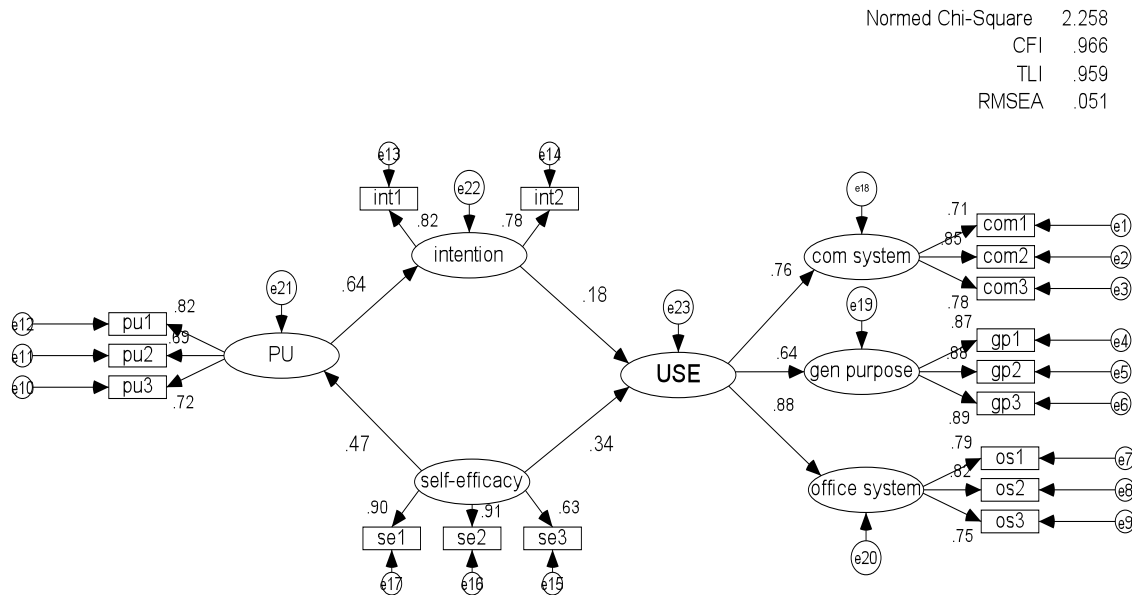 Normed Chi-Square 2.258
CFI .966
TLI .959
RMSEA .051
e13
e14
int1
e22
int2
e18
.82
.78
.71
com1
e1
intention
com system
.85
com2
e2
com3
e3
.64
.76
.78
e21
.18
e23
e19
.82
.87
e12
pu1
gp1
e4
.69
.88
e11
pu2
PU
USE
.64
gen purpose
gp2
e5
e10
pu3
gp3
e6
.72
.88
.89
.47
.34
.79
os1
e7
self-efficacy
.82
office system
os2
e8
.90
.91
.63
os3
e9
se1
se2
se3
.75
e20
e17
e16
e15